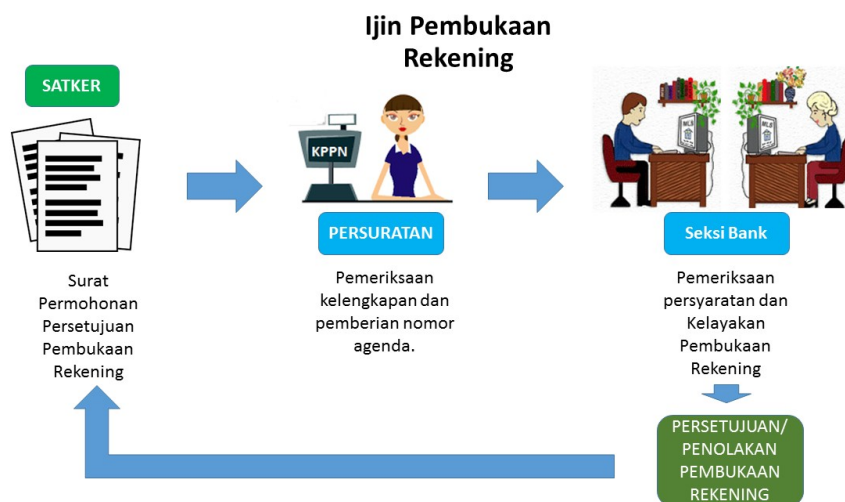 Ijin Pembukaan
Rekening
SATKER
Surat
Permohonan
Persetujuan
Pembukaan
Rekening
KPPN
PERSURATAN
Pemeriksaan
kelengkapan dan
pemberian nomor
agenda.
Seksi Bank
Pemeriksaan
persyaratan dan
Kelayakan
Pembukaan
Rekening
PERSETUJUAN/
PENOLAKAN
PEMBUKAAN
REKENING